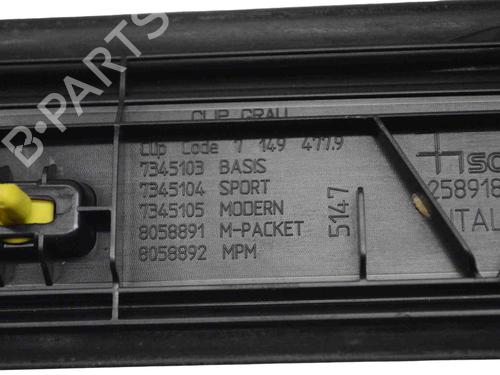 CLIP GRAU
Clip Code 7 149 477.9
7345103 BASIS
7345104 SPORT
7345105 MODERN
8058891 M-PACKET
8058892 MPM
5147
B-PARTS